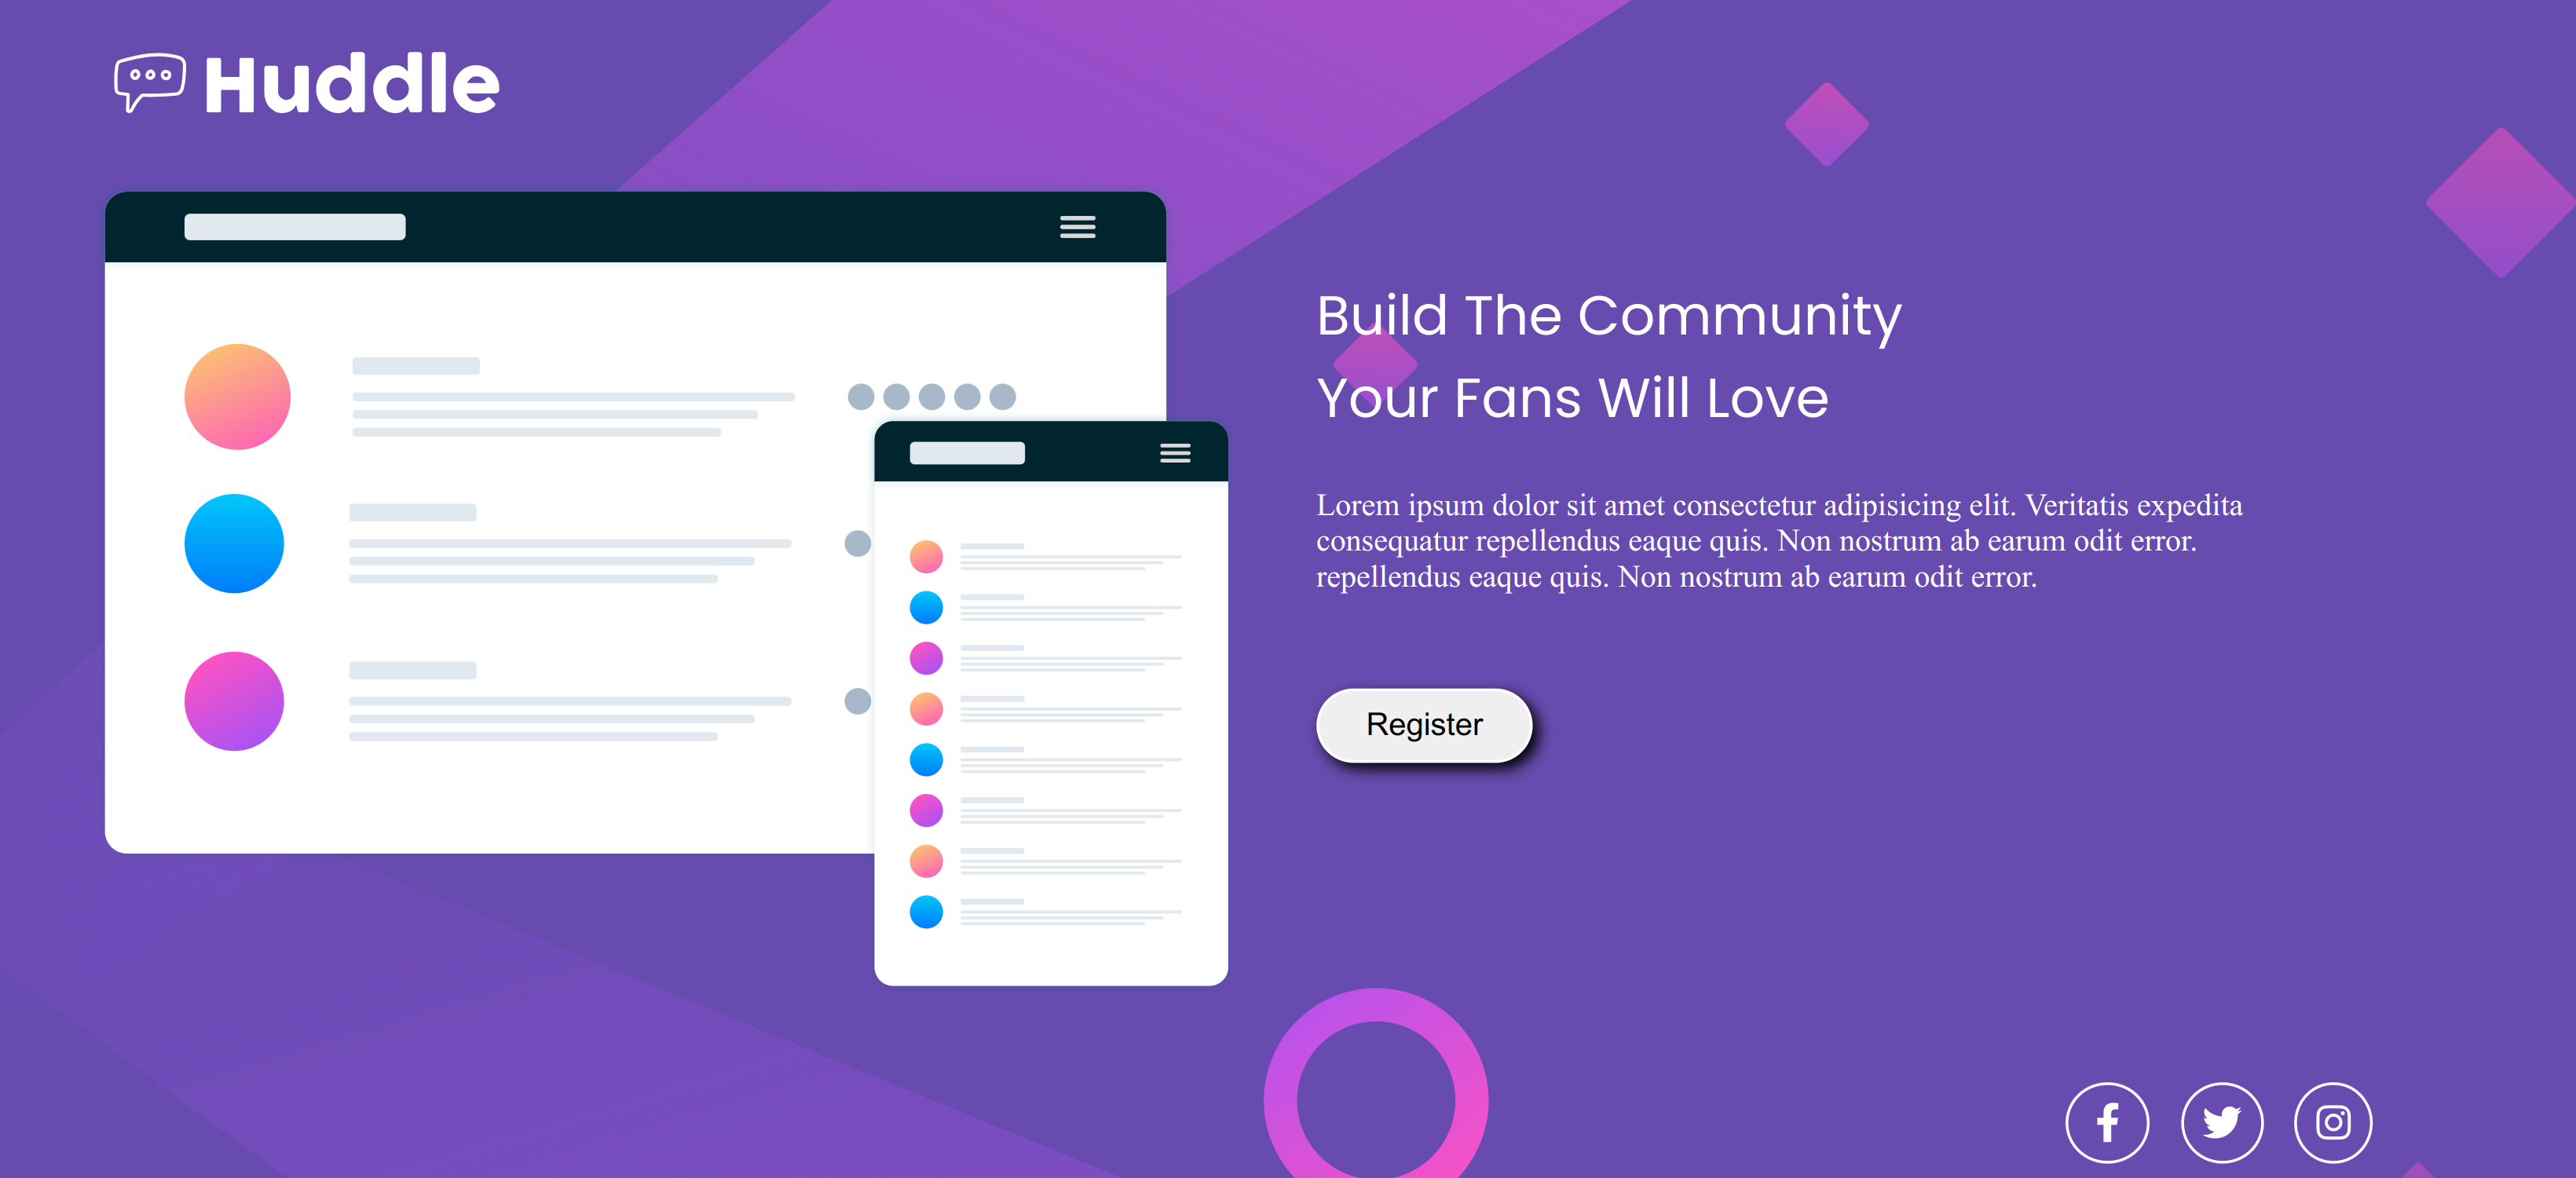 Huddle
Build The Community
Your Fans Will Love
Lorem ipsum dolor sit amet consectetur adipisicing elit. Veritatis expedita
consequatur repellendus eaque quis. Non nostrum ab earum odit error.
repellendus eaque quis. Non nostrum ab earum odit error.
Register